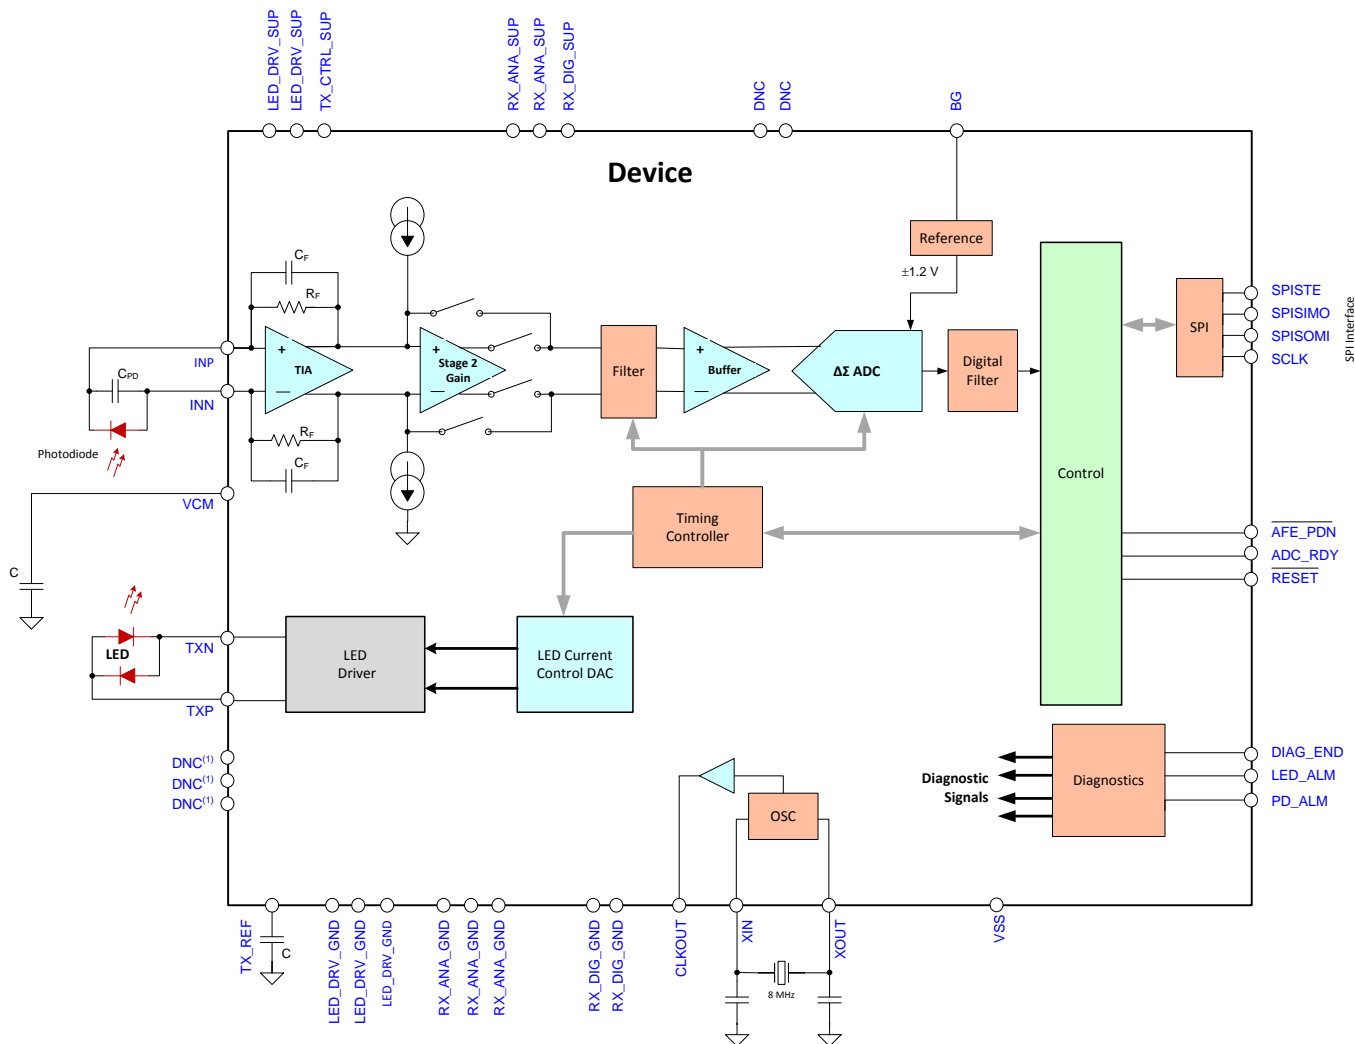 LED_DRV_SUP
LED_DRV_SUP
TX_CTRL_SUP
RX_ANA_SUP
RX_ANA_SUP
RX_DIG_SUP
DNC
DNC
BG
Device
Reference
±1.2 V
CF
RF
INP
+
TIA
—
CPD
INN
Photodiode
RF
CF
+
Stage 2
Gain
—
Filter
+
Buffer
—
ΔΣ ADC
Digital
Filter
Control
SPI
SPISTE
SPISIMO
SPISOMI
SCLK
SPI Interface
VCM
C
Timing
Controller
AFE_PDN
ADC_RDY
RESET
LED
TXN
TXP
LED
Driver
LED Current
Control DAC
DNC(1)
DNC(1)
DNC(1)
OSC
Diagnostic
Signals
Diagnostics
DIAG_END
LED_ALM
PD_ALM
TX_REF
C
LED_DRV_GND
LED_DRV_GND
LED_DRV_GND
RX_ANA_GND
RX_ANA_GND
RX_ANA_GND
RX_DIG_GND
RX_DIG_GND
CLKOUT
XIN
8 MHz
XOUT
VSS